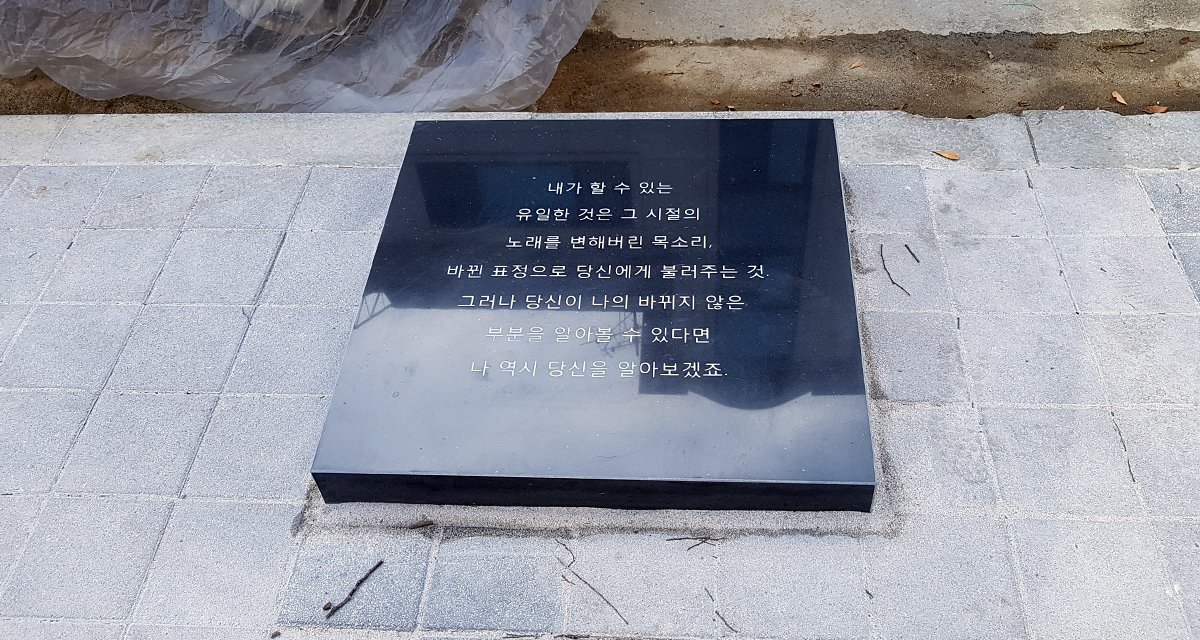 내가 할 수 있는
유일한 것은 그 시절의
노래를 변해버린 목소리,
바뀐 표정으로 당신에게 불러주는 것.
그러나 당신이 나의 바뀌지 않은
부분을 알아볼 수 있다면
나 역시 당신을 알아보겠죠.